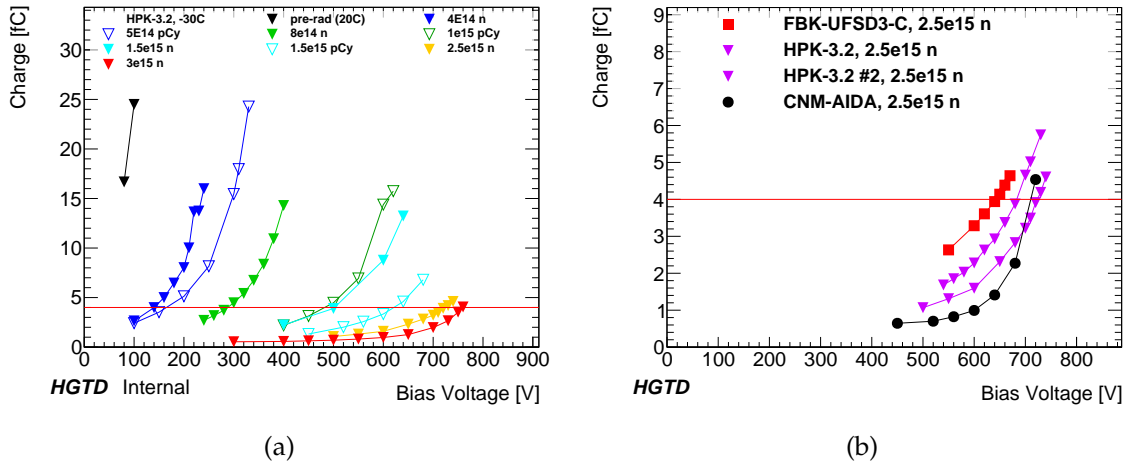 HPK-3.2, -30C pre-rad (20C) 4E14 n
5E14 pCy 8e14 n 1e15 pCy
1.5e15 n 1.5e15 pCy 2.5e15 n
3e15 n
Charge [fC]
30
25
20
15
10
5
0
0 100 200 300 400 500 600 700 800 900
HGTD Internal Bias Voltage [V]
(a)
FBK-UFSD3-C, 2.5e15 n
HPK-3.2, 2.5e15 n
HPK-3.2 #2, 2.5e15 n
CNM-AIDA, 2.5e15 n
Charge [fC]
9
8
7
6
5
4
3
2
1
0
0 100 200 300 400 500 600 700 800
HGTD Bias Voltage [V]
(b)